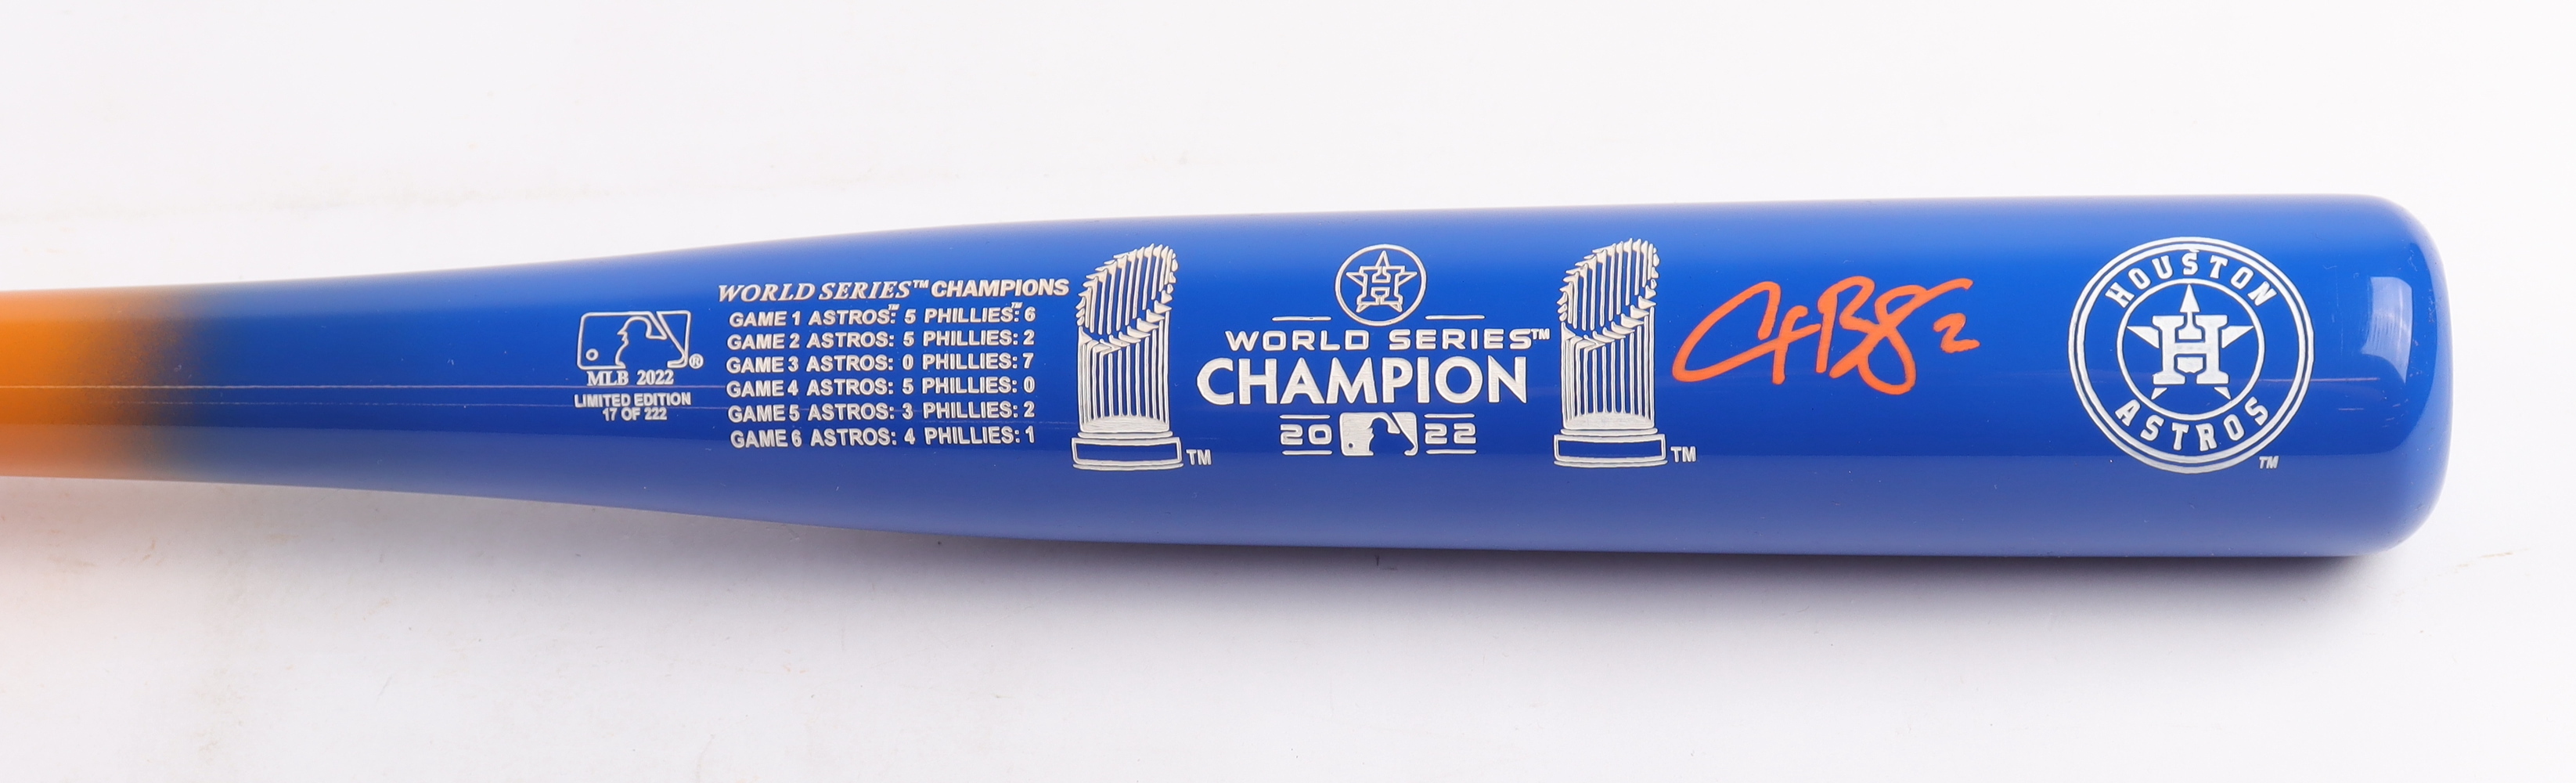 MLB 2022
LIMITED EDITION
17 OF 222
WORLD SERIES™ CHAMPIONS
GAME 1 ASTROS™: 5 PHILLIES™: 6
GAME 2 ASTROS: 5 PHILLIES: 2
GAME 3 ASTROS: 0 PHILLIES: 7
GAME 4 ASTROS: 5 PHILLIES: 0
GAME 5 ASTROS: 3 PHILLIES: 2
GAME 6 ASTROS: 4 PHILLIES: 1
®
TM
H
WORLD SERIES™
CHAMPION
20 22
TM
2
HOUSTON
H
ASTROS
TM